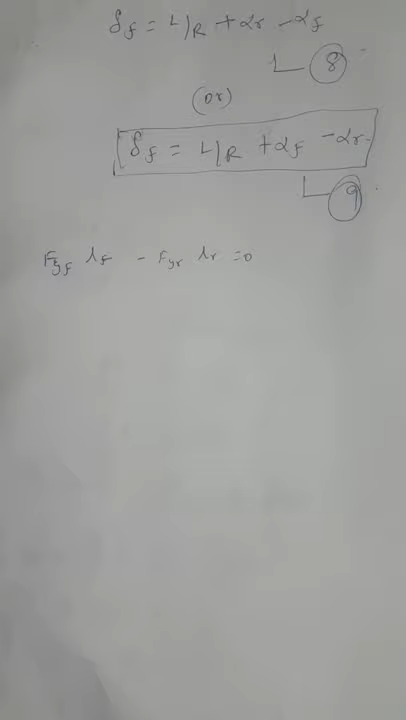 δf = L/R + αr - αf
8
(or)
δf = L/R + αf - αr
9
Fyf lf - Fyr lr = 0